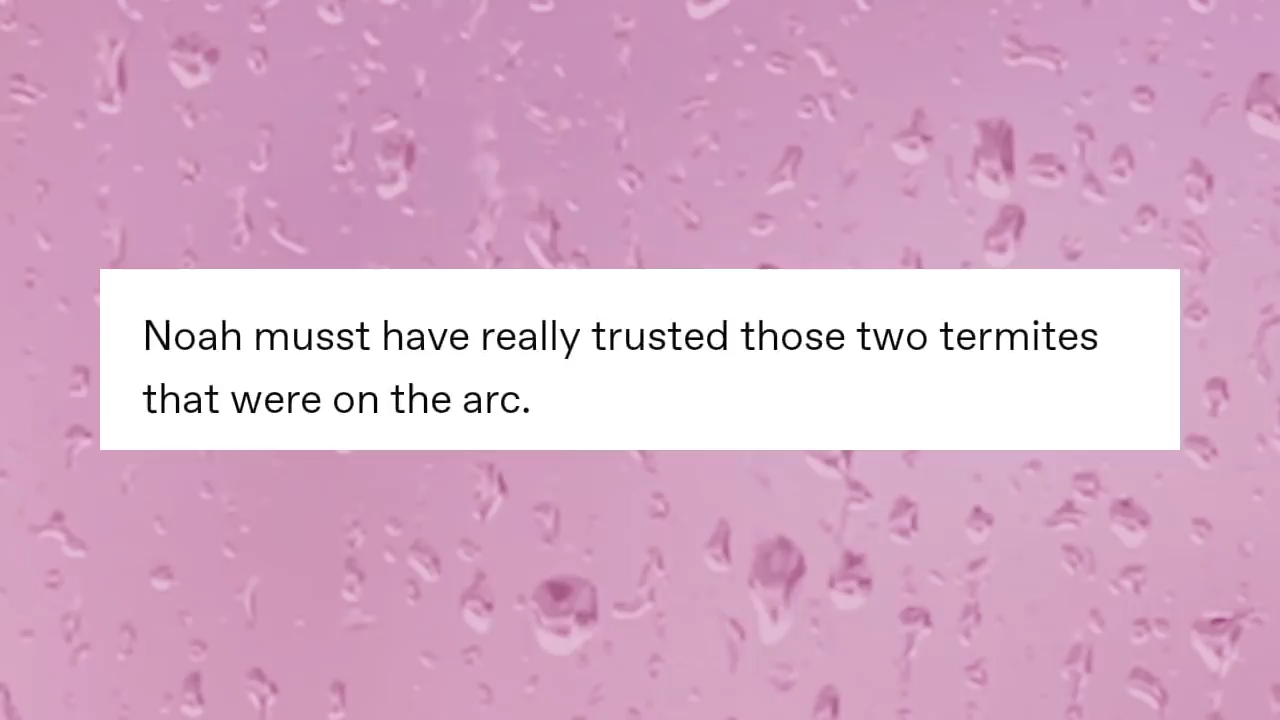 Noah musst have really trusted those two termites
that were on the arc.